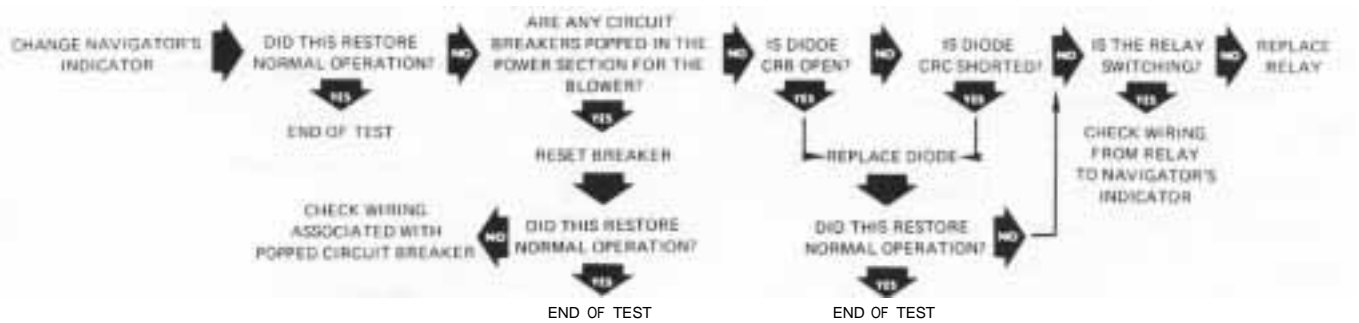 CHANGE NAVIGATOR'S
INDICATOR
DID THIS RESTORE
NORMAL OPERATION?
NO
YES
END OF TEST
ARE ANY CIRCUIT
BREAKERS POPPED IN THE
POWER SECTION FOR THE
BLOWER?
NO
YES
RESET BREAKER
DID THIS RESTORE
NORMAL OPERATION?
NO
CHECK WIRING
ASSOCIATED WITH
POPPED CIRCUIT BREAKER
YES
END OF TEST
IS DIODE
CRB OPEN?
NO
YES
IS DIODE
CRC SHORTED?
NO
YES
REPLACE DIODE
DID THIS RESTORE
NORMAL OPERATION?
NO
YES
END OF TEST
IS THE RELAY
SWITCHING?
NO
YES
CHECK WIRING
FROM RELAY
TO NAVIGATOR'S
INDICATOR
REPLACE
RELAY